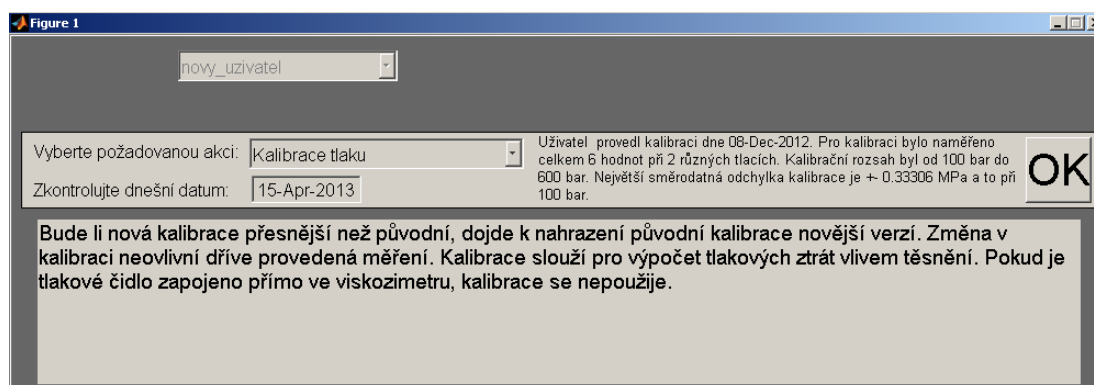 Figure 1
novy_uzivatel
Vyberte požadovanou akci: Kalibrace tlaku
Zkontrolujte dnešní datum: 15-Apr-2013
Uživatel provedl kalibraci dne 08-Dec-2012. Pro kalibraci bylo naměřeno
celkem 6 hodnot při 2 různých tlacích. Kalibrační rozsah byl od 100 bar do
600 bar. Největší směrodatná odchylka kalibrace je +- 0.33306 MPa a to při
100 bar.
OK
Bude li nová kalibrace přesnější než původní, dojde k nahrazení původní kalibrace novější verzí. Změna v
kalibraci neovlivní dříve provedená měření. Kalibrace slouží pro výpočet tlakových ztrát vlivem těsnění. Pokud je
tlakové čidlo zapojeno přímo ve viskozimetru, kalibrace se nepoužije.